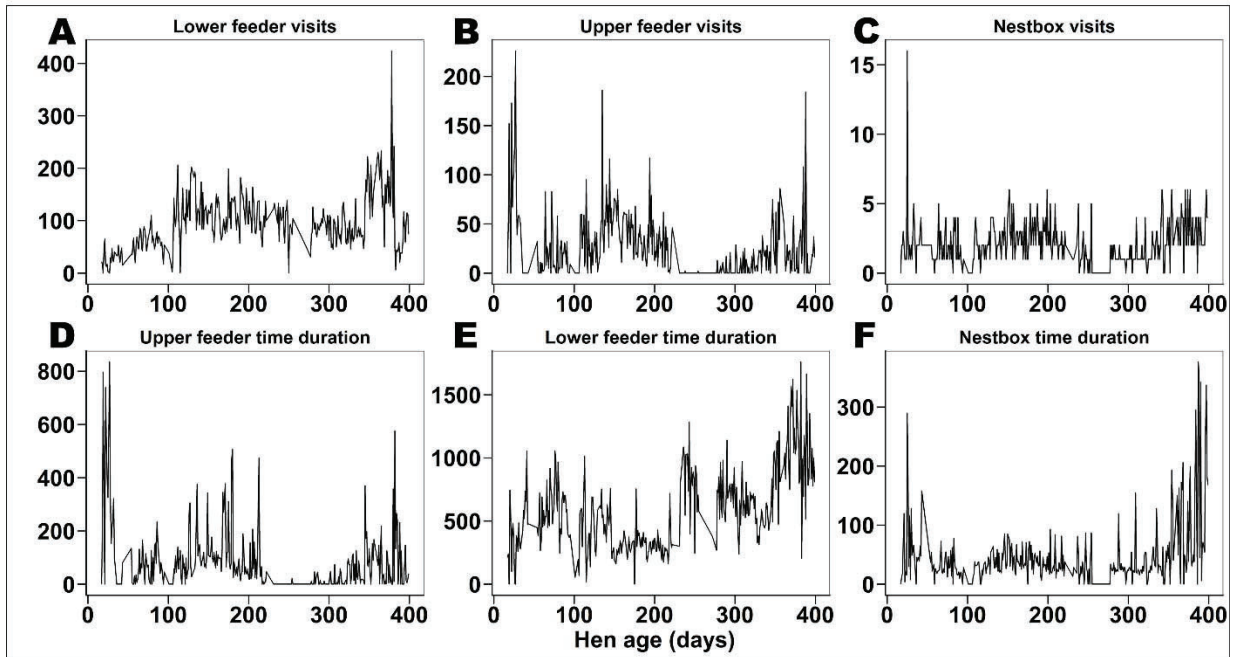 A Lower feeder visits
B Upper feeder visits
C Nestbox visits
400
300
200
100
0
200
150
100
50
0
15
10
5
0
0 100 200 300 400
0 100 200 300 400
0 100 200 300 400
D Upper feeder time duration
E Lower feeder time duration
F Nestbox time duration
800
600
400
200
0
1500
1000
500
0
300
200
100
0
0 100 200 300 400
0 100 200 300 400
0 100 200 300 400
Hen age (days)